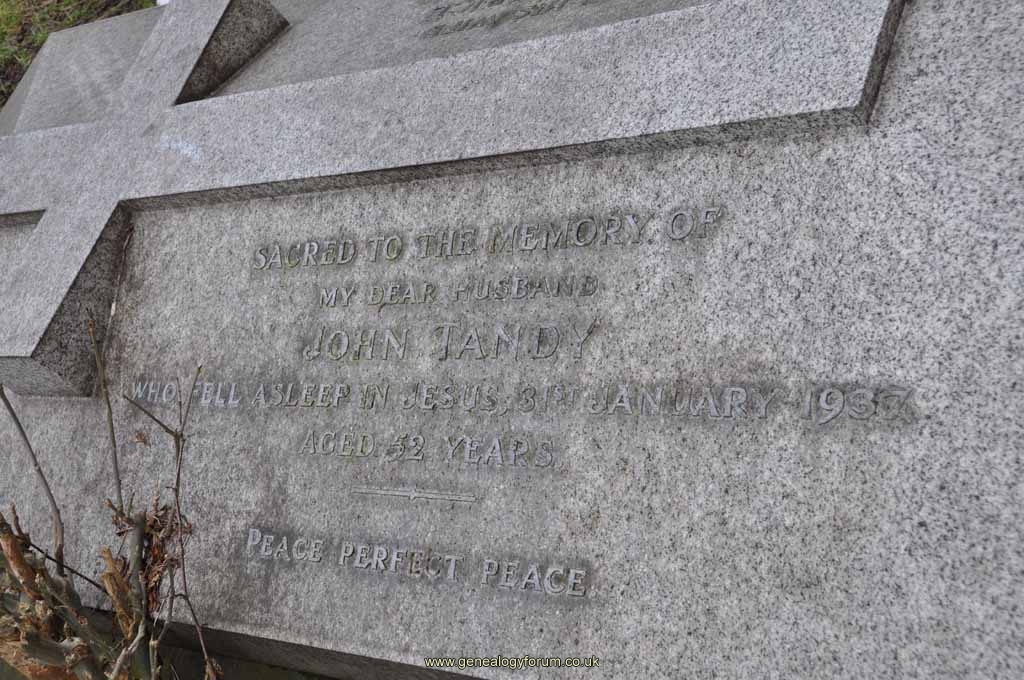 SACRED TO THE MEMORY OF
MY DEAR HUSBAND
JOHN TANDY
WHO FELL ASLEEP IN JESUS, 31ST JANUARY 1937
AGED 52 YEARS
PEACE PERFECT PEACE
www.genealogyforum.co.uk